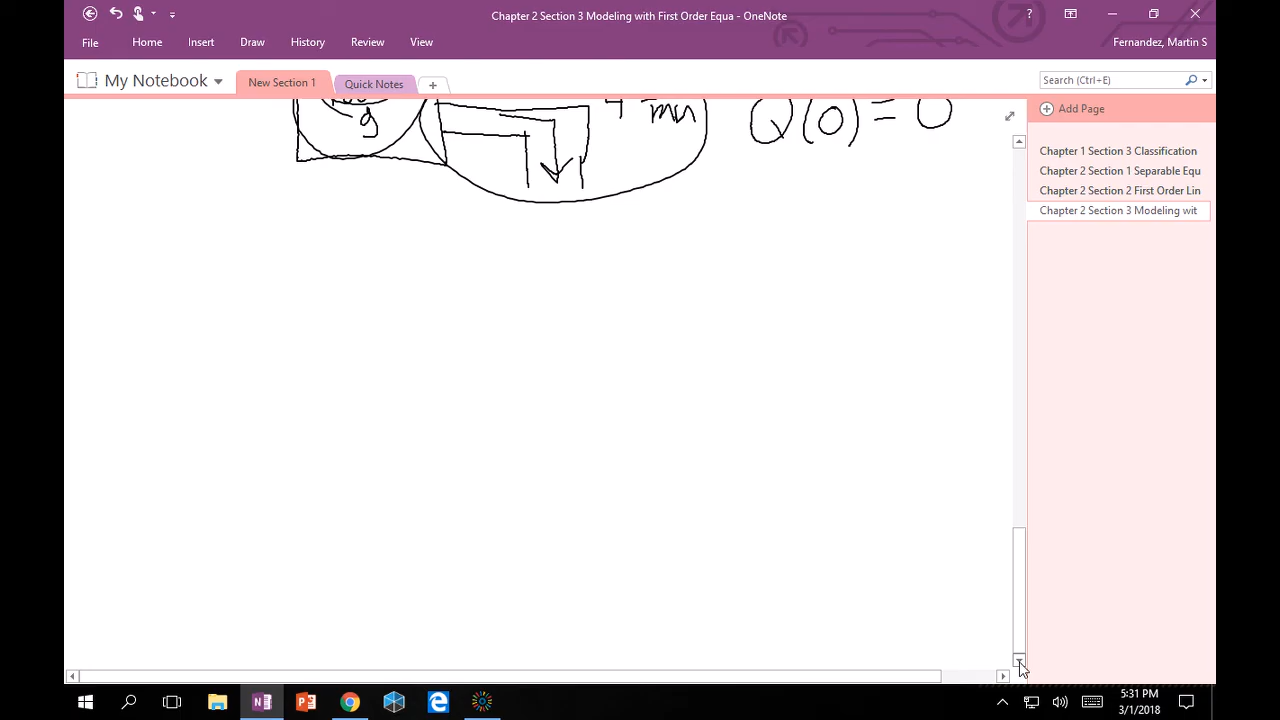 Chapter 2 Section 3 Modeling with First Order Equa - OneNote
?
File
Home
Insert
Draw
History
Review
View
Fernandez, Martin S
My Notebook
New Section 1
Quick Notes
+
Search (Ctrl+E)
Add Page
Chapter 1 Section 3 Classification
Chapter 2 Section 1 Separable Equ
Chapter 2 Section 2 First Order Lin
Chapter 2 Section 3 Modeling wit
g
min
Q(0) = 0
5:31 PM
3/1/2018